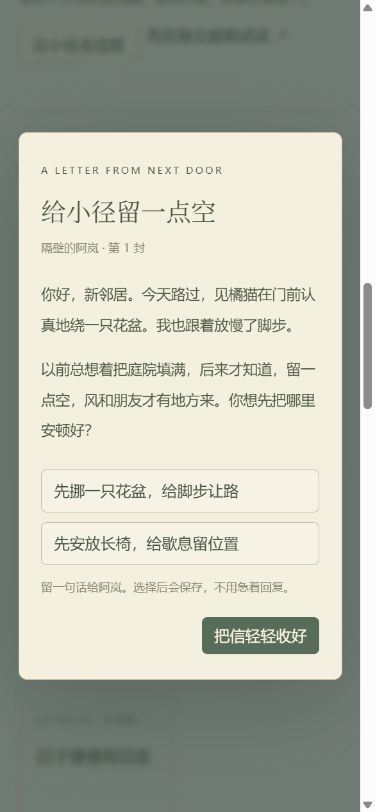 A LETTER FROM NEXT DOOR
给小径留一点空
隔壁的阿岚 · 第 1 封
你好，新邻居。今天路过，见橘猫在门前认
真地绕一只花盆。我也跟着放慢了脚步。
以前总想着把庭院填满，后来才知道，留一
点空，风和朋友才有地方来。你想先把哪里
安顿好？
先挪一只花盆，给脚步让路
先安放长椅，给歇息留位置
留一句话给阿岚。选择后会保存，不用急着回复。
把信轻轻收好